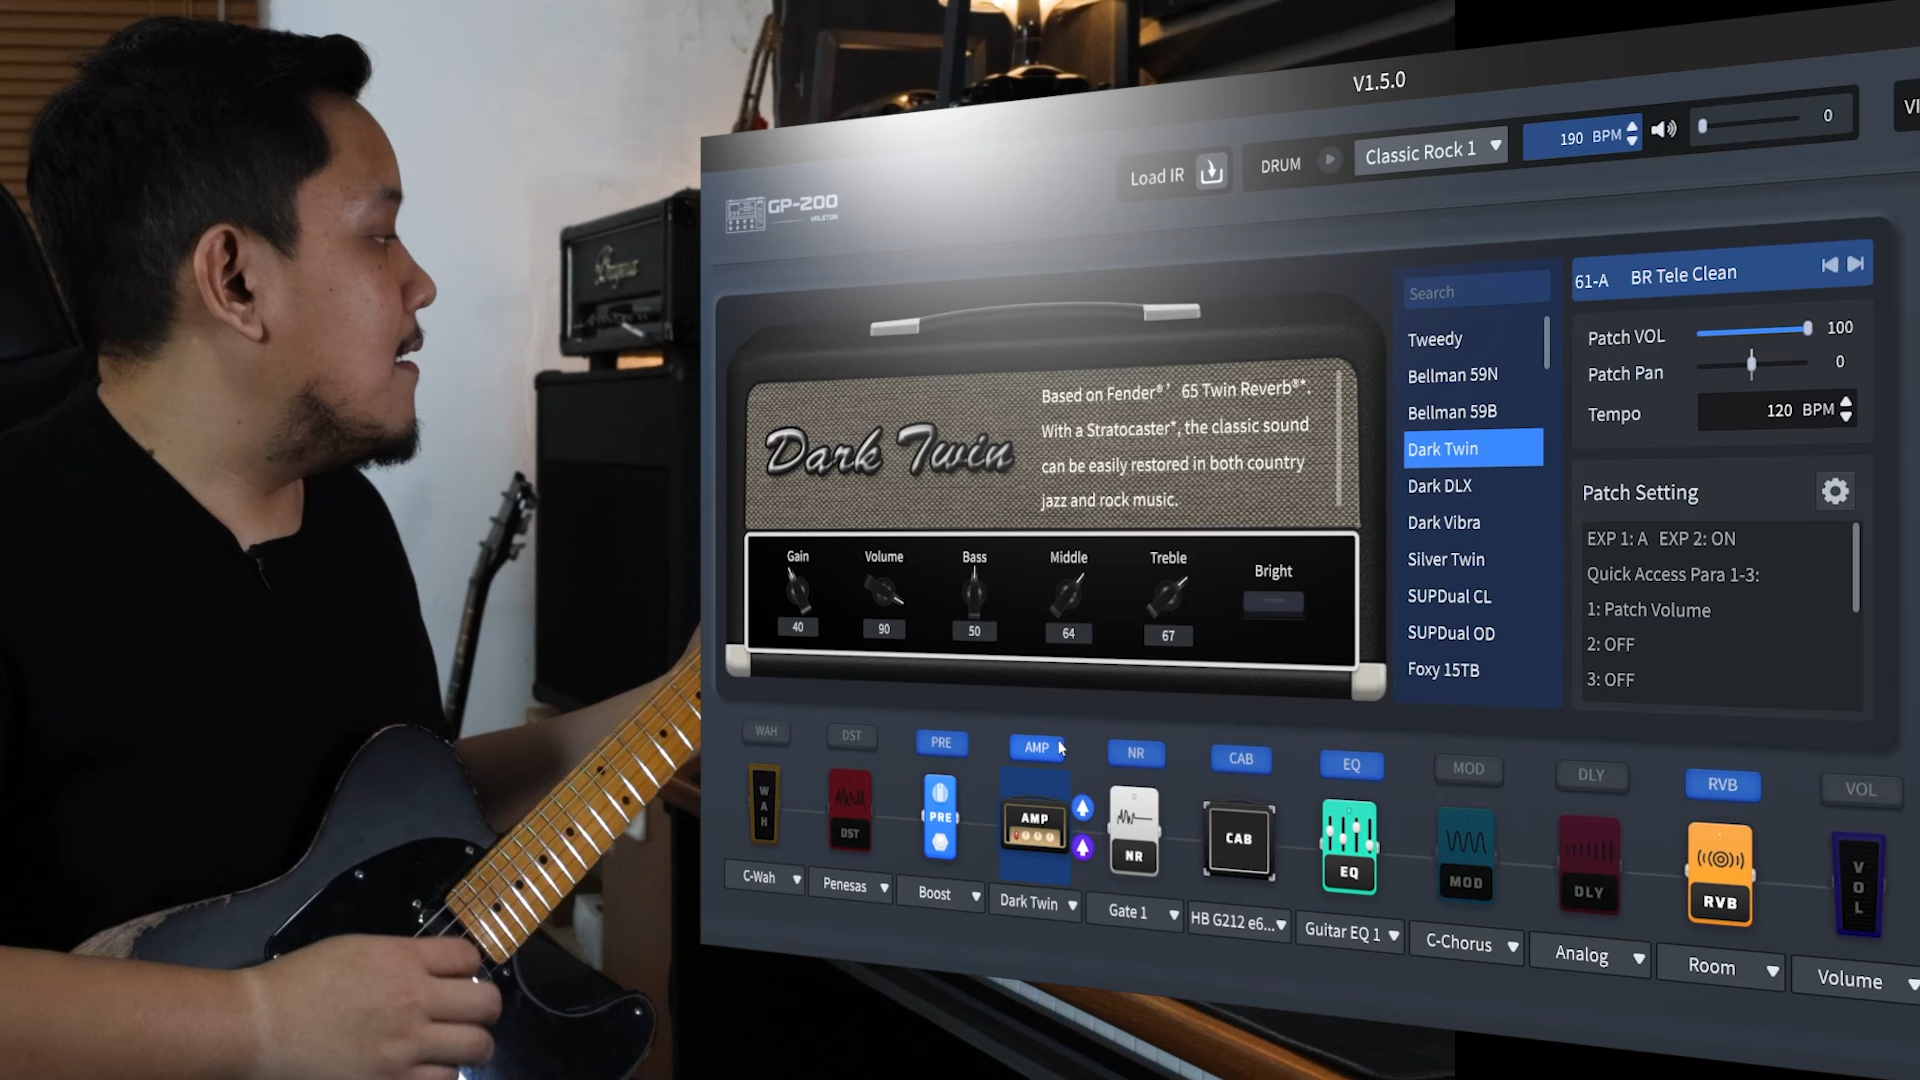 V1.5.0
GP-200
VALETON
Load IR
DRUM
Classic Rock 1
190 BPM
0
VI
Based on Fender®’ 65 Twin Reverb®*.
With a Stratocaster*, the classic sound
can be easily restored in both country
jazz and rock music.
Dark Twin
Gain
Volume
Bass
Middle
Treble
Bright
40
90
50
64
67
Search
Tweedy
Bellman 59N
Bellman 59B
Dark Twin
Dark DLX
Dark Vibra
Silver Twin
SUPDual CL
SUPDual OD
Foxy 15TB
61-A BR Tele Clean
Patch VOL 100
Patch Pan 0
Tempo 120 BPM
Patch Setting
EXP 1: A EXP 2: ON
Quick Access Para 1-3:
1: Patch Volume
2: OFF
3: OFF
WAH
DST
PRE
AMP
NR
CAB
EQ
MOD
DLY
RVB
VOL
WAH
DST
PRE
AMP
NR
CAB
EQ
MOD
DLY
RVB
VOL
C-Wah
Penesas
Boost
Dark Twin
Gate 1
HB G212 e6...
Guitar EQ 1
C-Chorus
Analog
Room
Volume